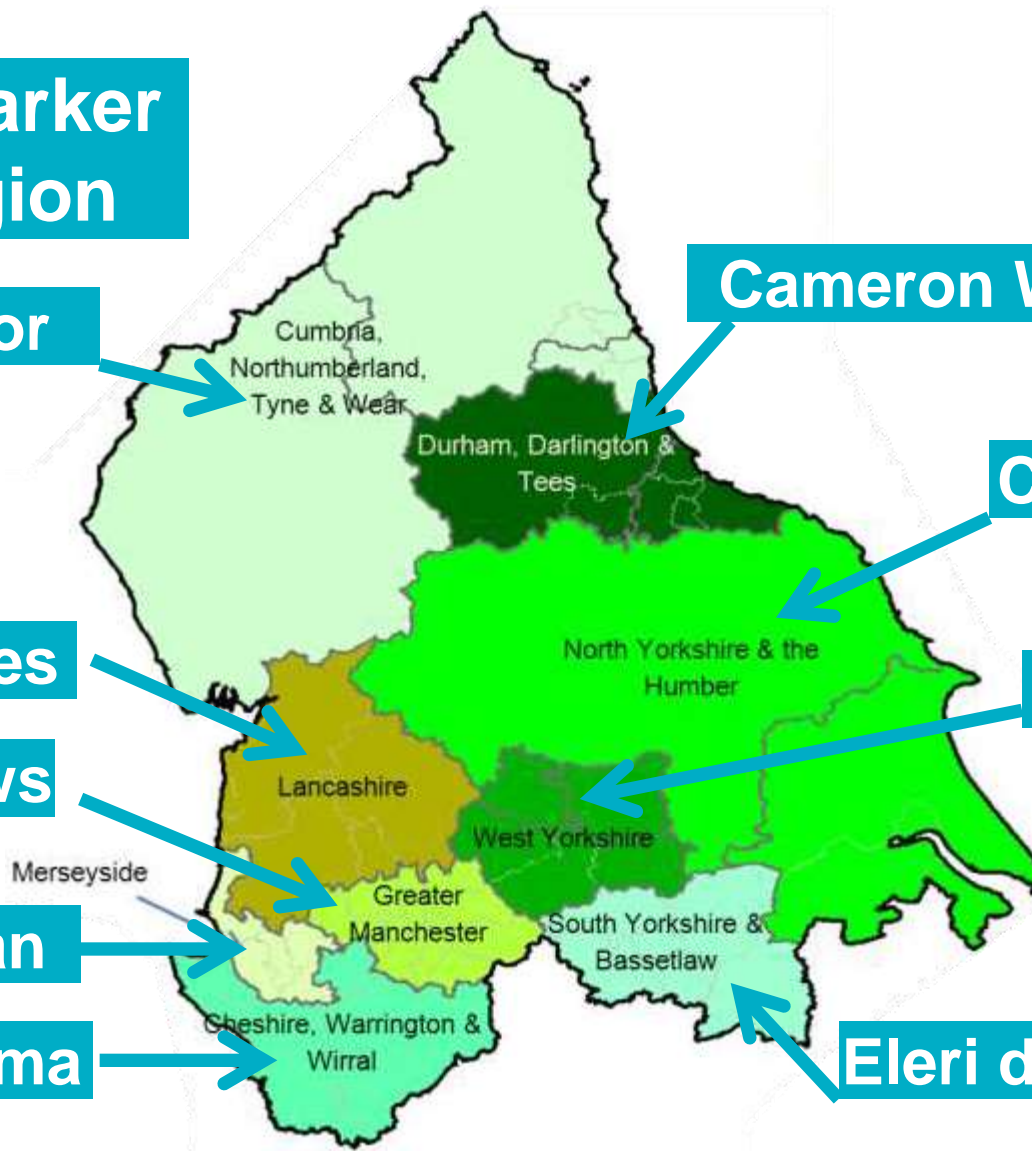 arker
gion
Cameron W
or
Cumbria,
Northumberland,
Tyne & Wear
Durham, Darlington &
Tees
North Yorkshire & the
Humber
es
Lancashire
West Yorkshire
Merseyside
Greater
Manchester
South Yorkshire &
Bassetlaw
an
Cheshire, Warrington &
Wirral
ma
Eleri d